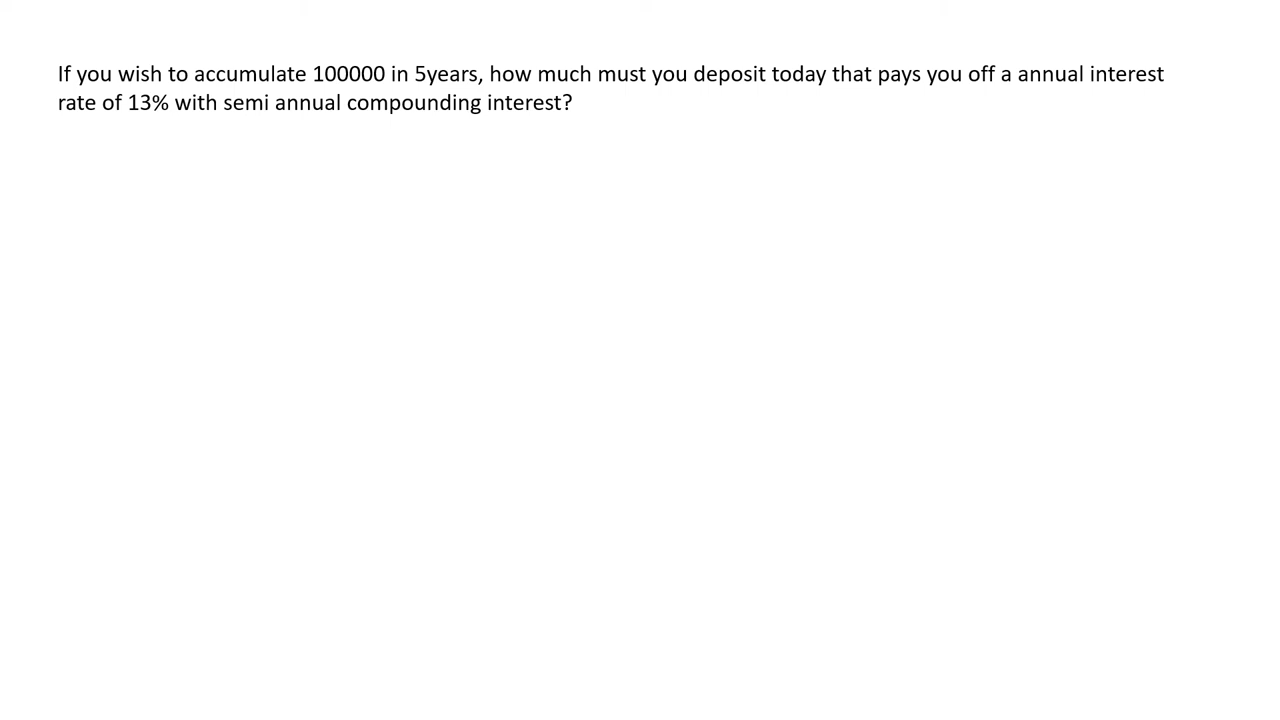 If you wish to accumulate 100000 in 5years, how much must you deposit today that pays you off a annual interest
rate of 13% with semi annual compounding interest?